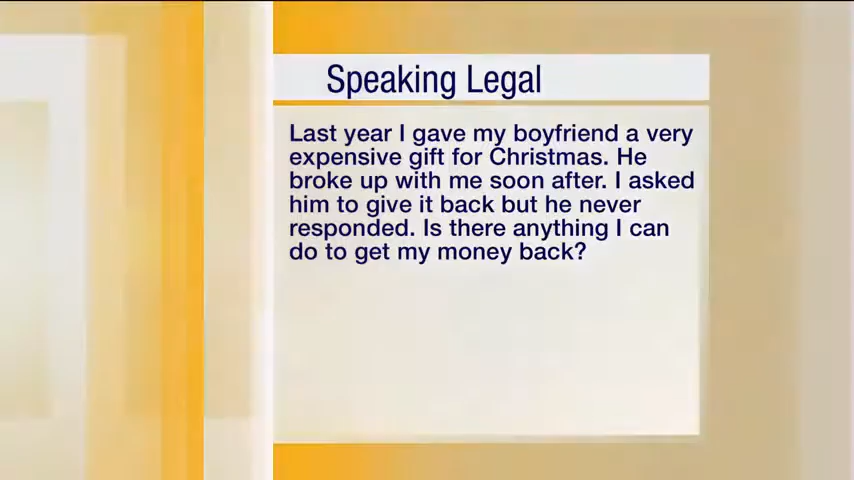 Speaking Legal
Last year I gave my boyfriend a very
expensive gift for Christmas. He
broke up with me soon after. I asked
him to give it back but he never
responded. Is there anything I can
do to get my money back?